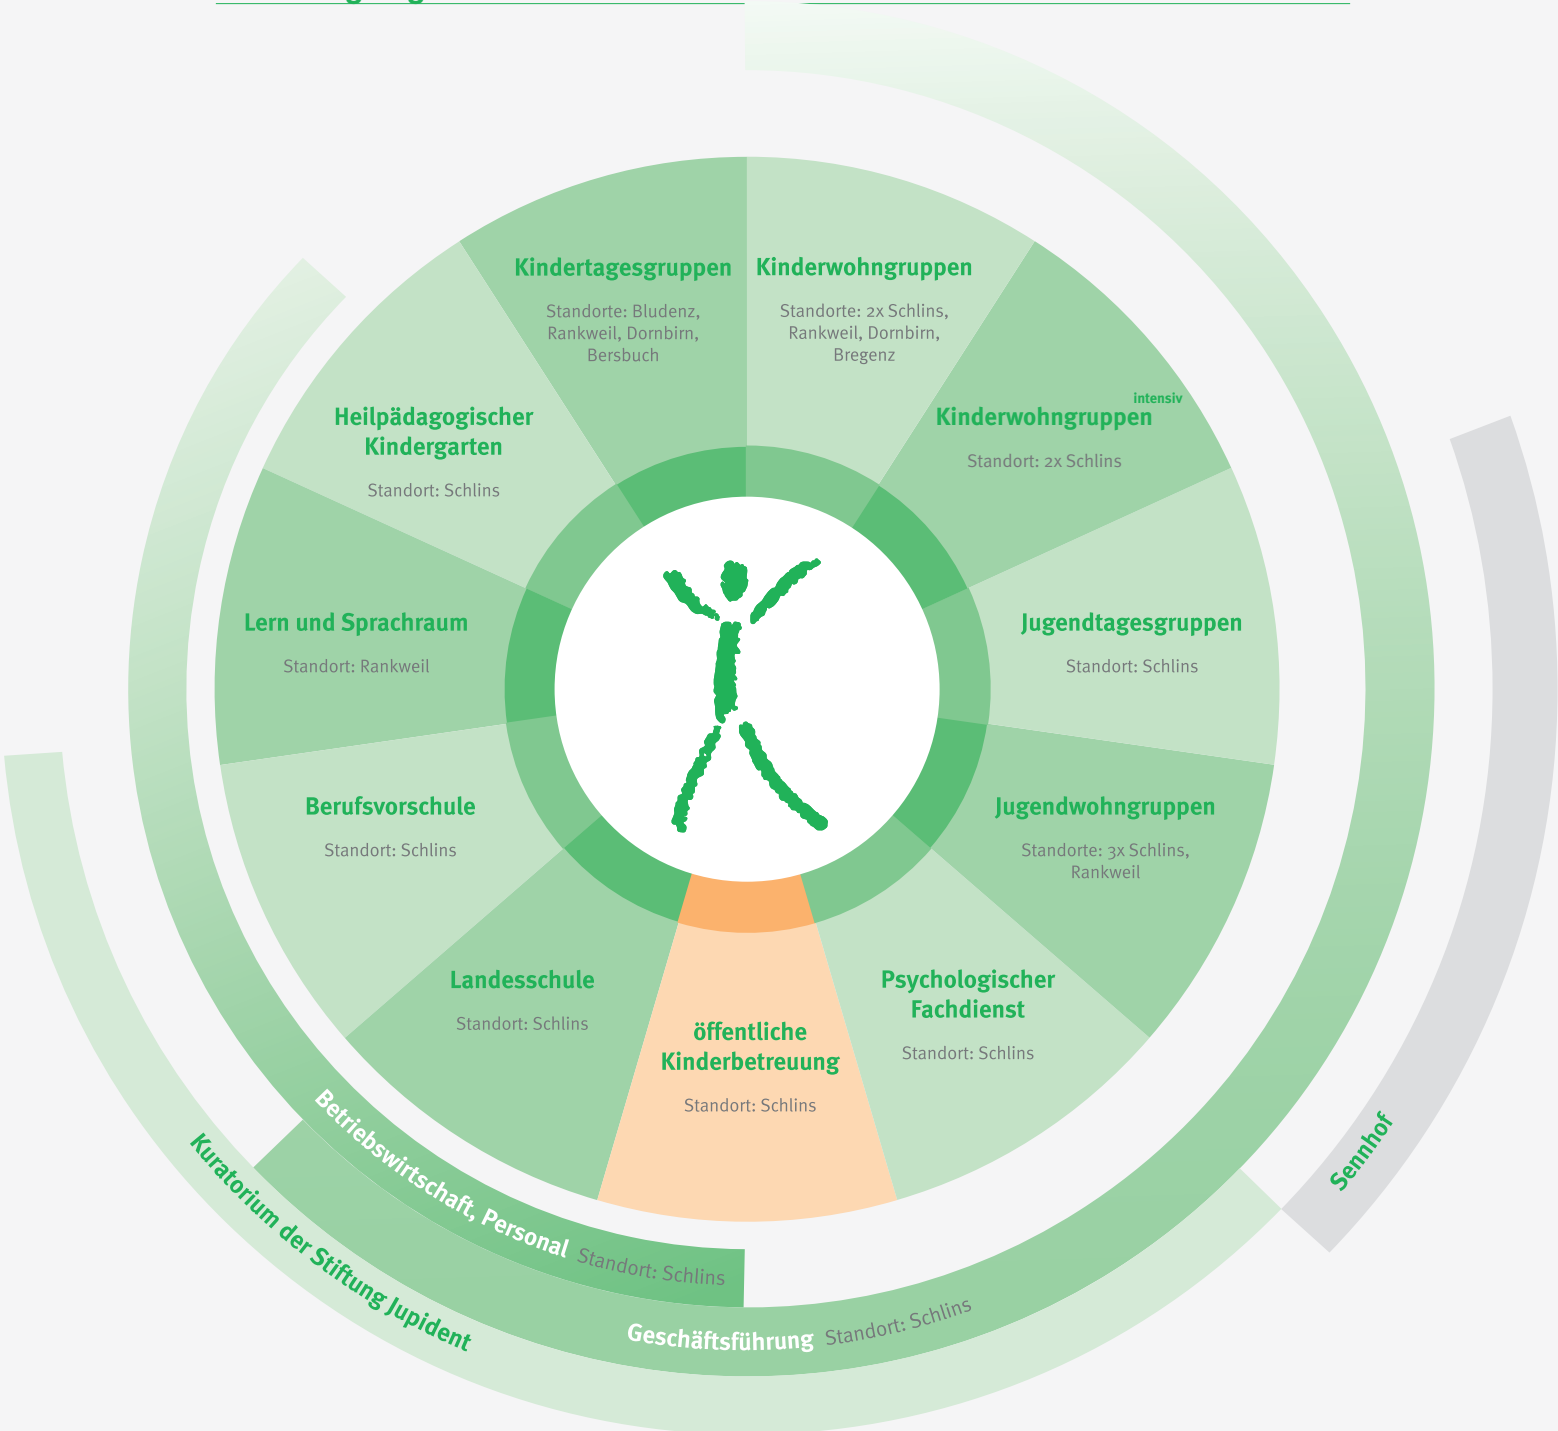 Kindertagesgruppen
Standorte: Bludenz,
Rankweil, Dornbirn,
Bersbuch
Kinderwohngruppen
Standorte: 2x Schlins,
Rankweil, Dornbirn,
Bregenz
intensiv
Kinderwohngruppen
Standort: 2x Schlins
Jugendtagesgruppen
Standort: Schlins
Jugendwohngruppen
Standorte: 3x Schlins,
Rankweil
Psychologischer
Fachdienst
Standort: Schlins
öffentliche
Kinderbetreuung
Standort: Schlins
Landesschule
Standort: Schlins
Berufsvorschule
Standort: Schlins
Lern und Sprachraum
Standort: Rankweil
Heilpädagogischer
Kindergarten
Standort: Schlins
Betriebswirtschaft, Personal Standort: Schlins
Geschäftsführung Standort: Schlins
Kuratorium der Stiftung Jupident
Sennhof